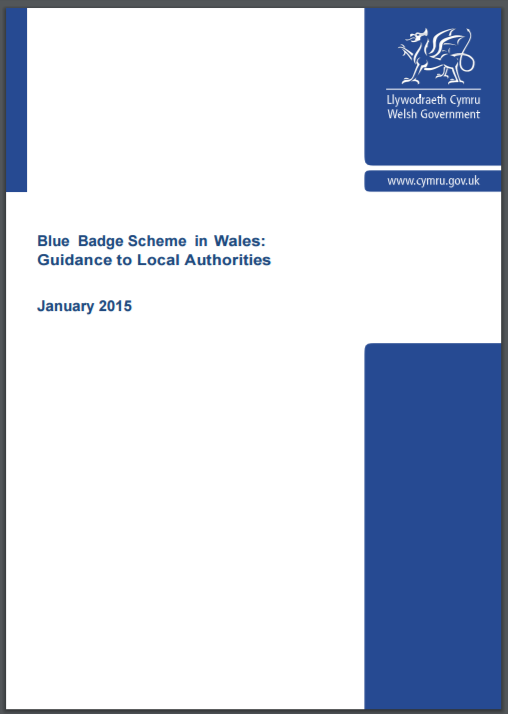 Llywodraeth Cymru
Welsh Government
www.cymru.gov.uk
Blue Badge Scheme in Wales:
Guidance to Local Authorities
January 2015